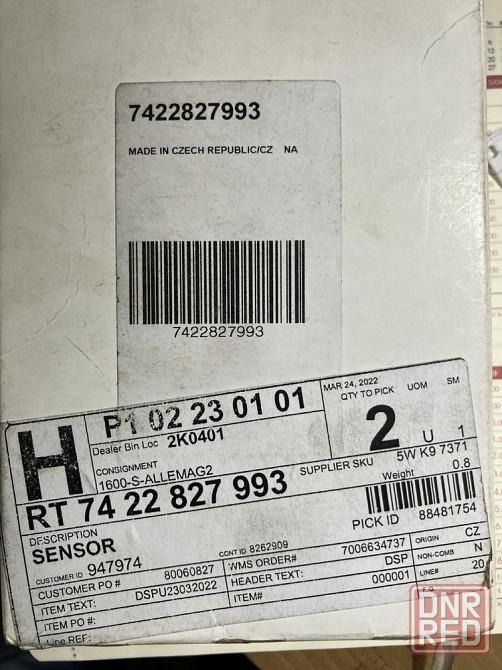 7422827993
MADE IN CZECH REPUBLIC/CZ NA
7422827993
H
P1 02 23 01 01
Dealer Bin Loc 2K0401
MAR 24, 2022
QTY TO PICK UOM SM
2 U 1
CONSIGNMENT
1600-S-ALLEMAG2
SUPPLIER SKU 5W K9 7371
RT 74 22 827 993
Weight 0.8
DESCRIPTION
SENSOR
PICK ID 88481754
CUSTOMER ID 947974
CONT ID 8262909
CUSTOMER PO # 80060827
WMS ORDER# 7006634737
ORIGIN CZ
ITEM TEXT: DSPU23032022
HEADER TEXT: DSP
NON-COMB N
ITEM PO #:
ITEM# 000001
LINE# 20
Line REF:
DNR
RED